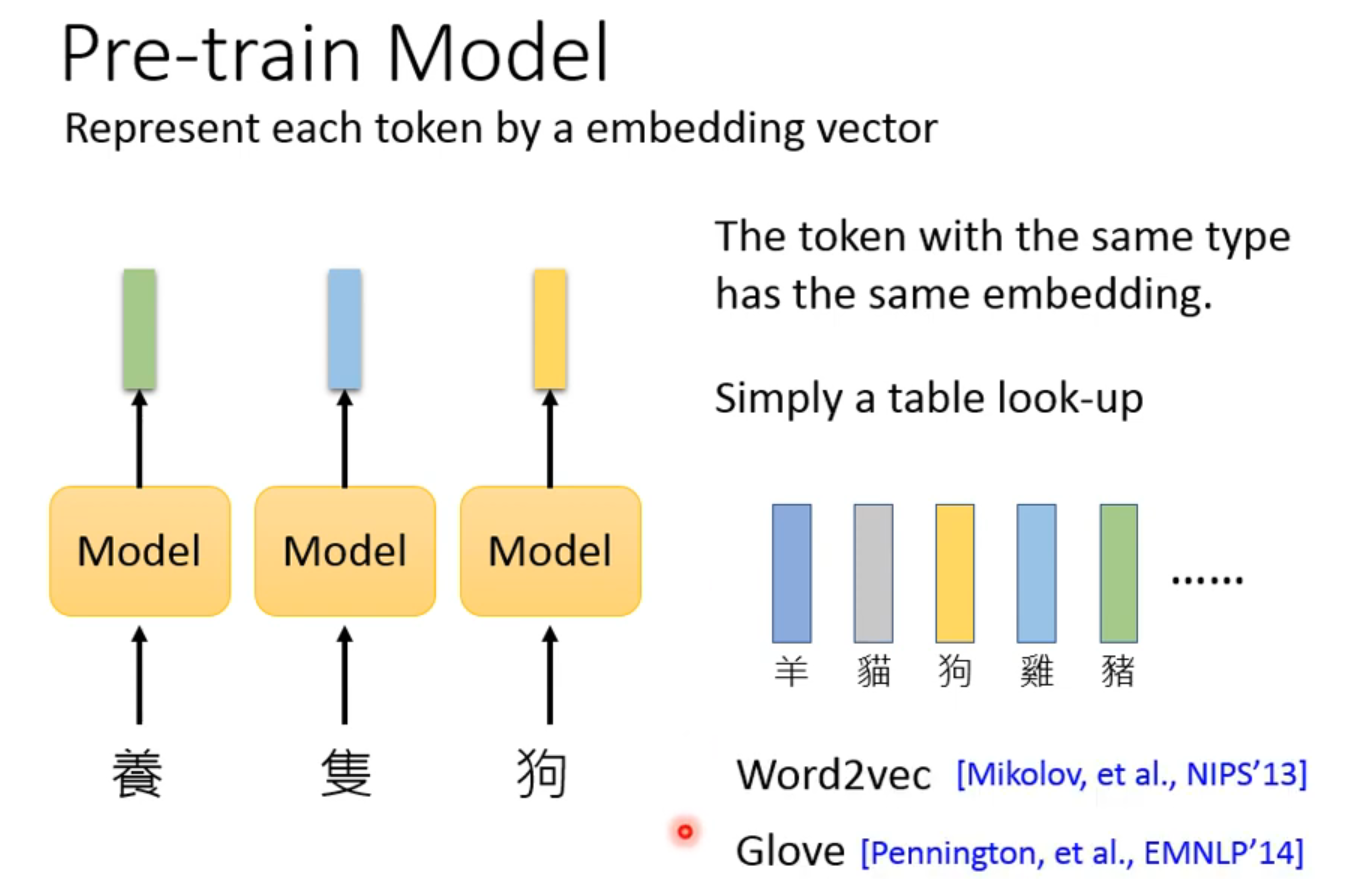 Pre-train Model
Represent each token by a embedding vector
The token with the same type
has the same embedding.
Simply a table look-up
Model Model Model
養 隻 狗
羊 貓 狗 雞 豬 ......
Word2vec [Mikolov, et al., NIPS'13]
Glove [Pennington, et al., EMNLP'14]